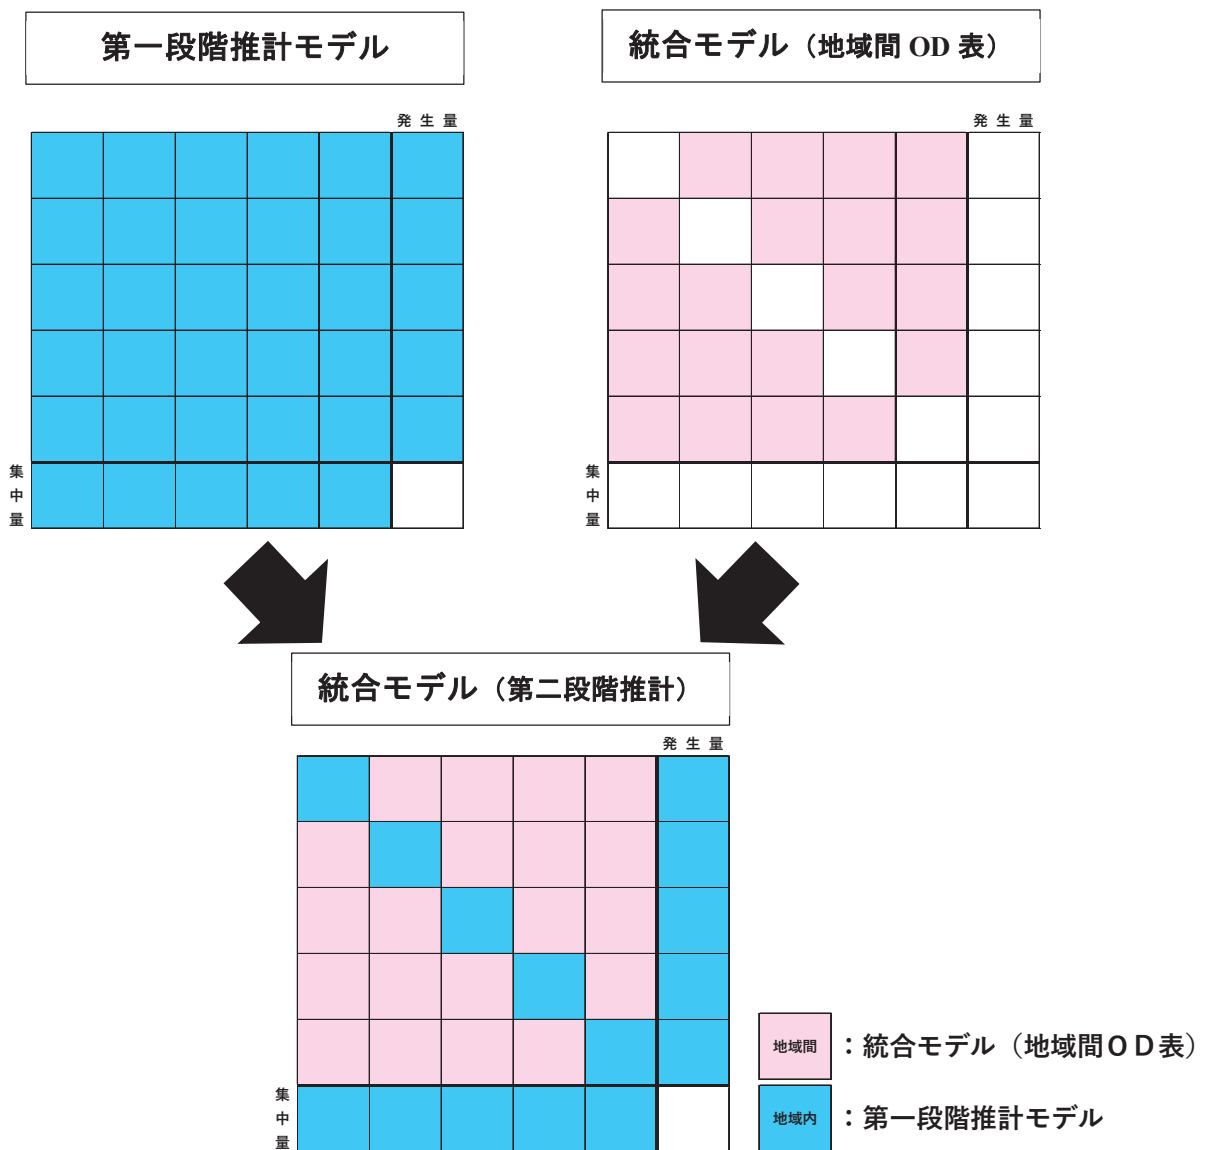 第一段階推計モデル
統合モデル（地域間 OD 表）
発生量
発生量
集中量
集中量
統合モデル（第二段階推計）
発生量
集中量
地域間 ：統合モデル（地域間ＯＤ表）
地域内 ：第一段階推計モデル